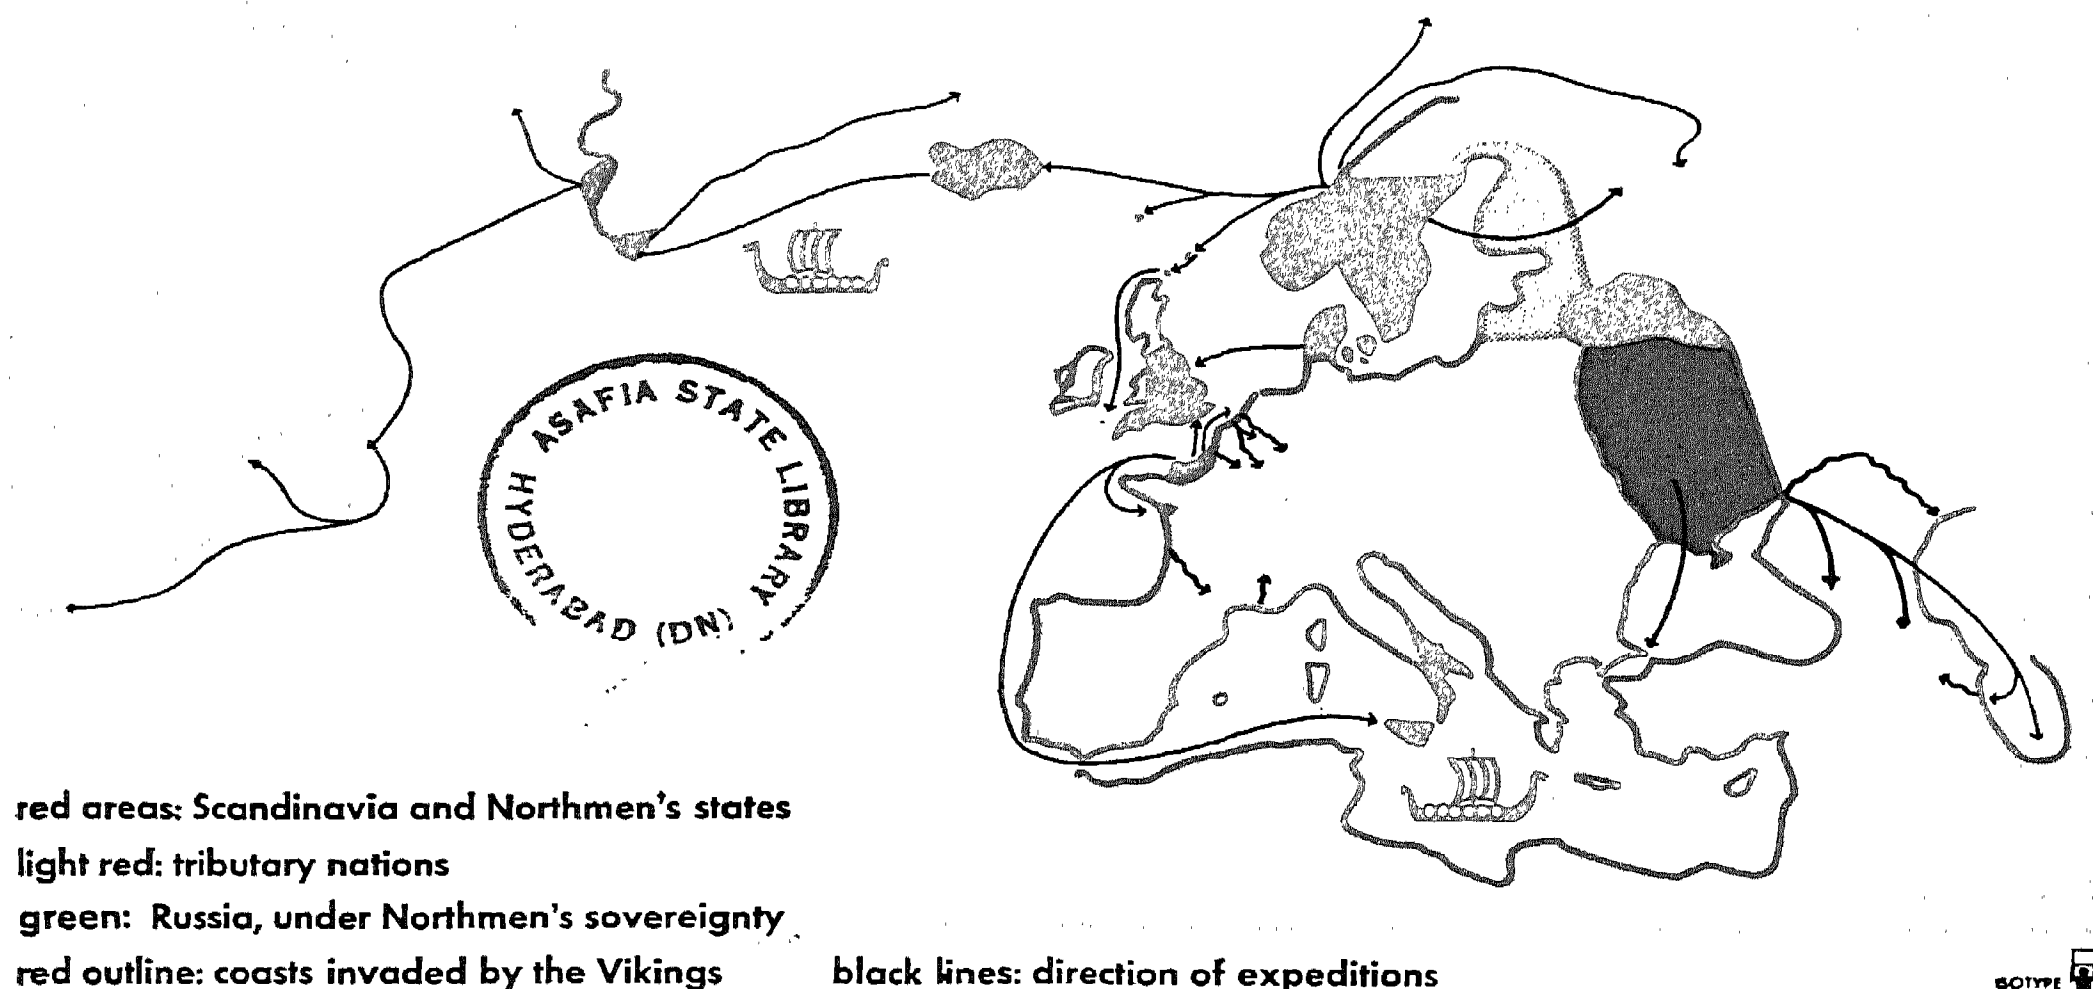 ASAFIA STATE LIBRARY
HYDERABAD (DN)
red areas: Scandinavia and Northmen's states
light red: tributary nations
green: Russia, under Northmen's sovereignty
red outline: coasts invaded by the Vikings
black lines: direction of expeditions
ISOTYPE